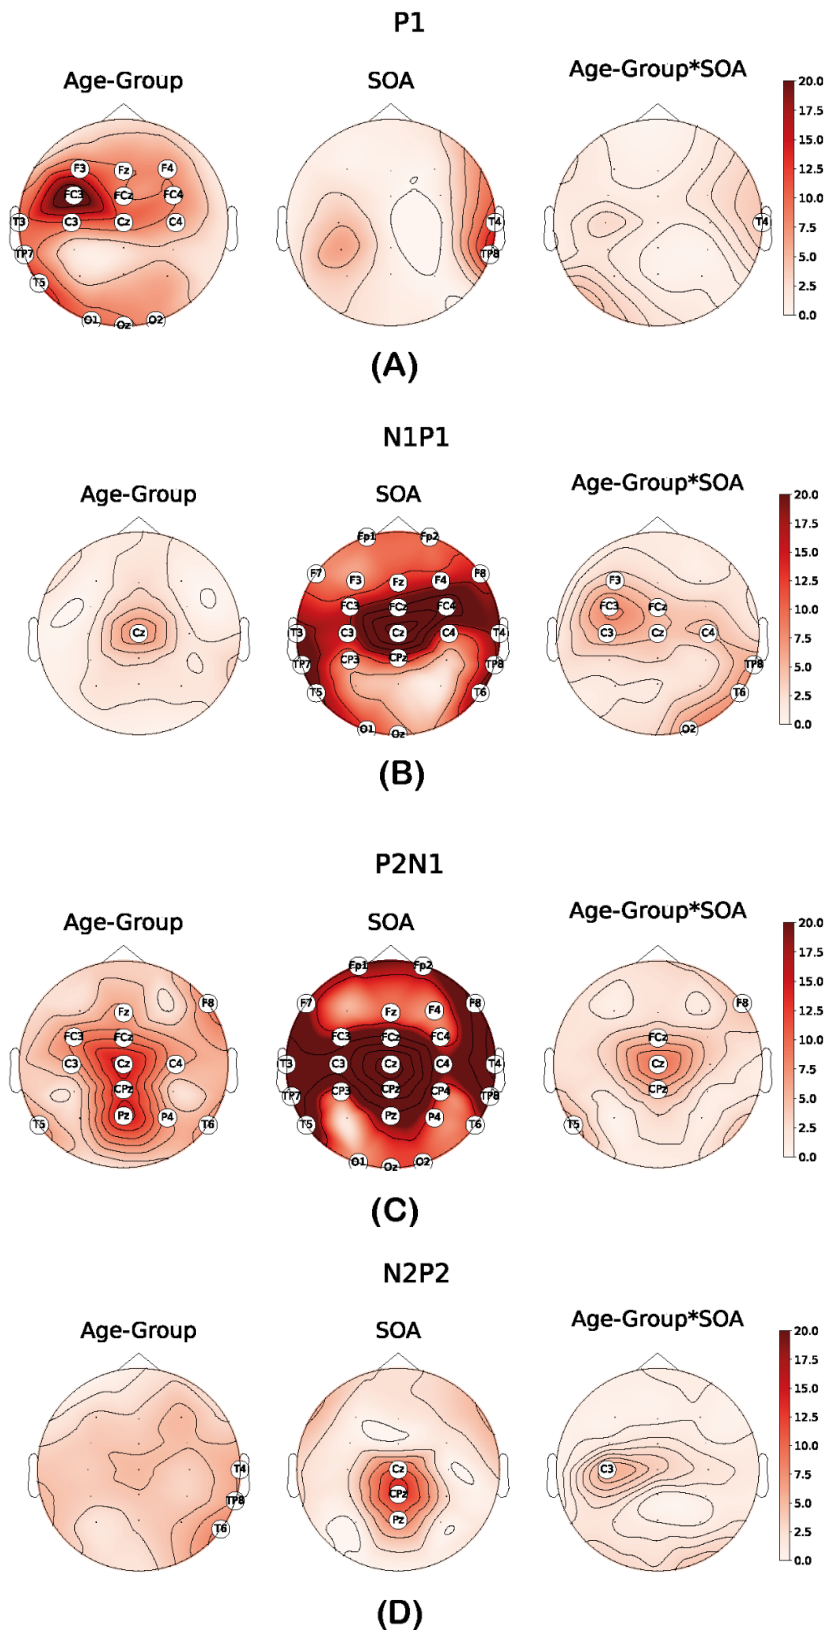 P1
Age-Group SOA Age-Group*SOA
F3 Fz F4
FC3 FCz FC4
T3 C3 Cz C4
TP7
T5
O1 Oz O2
T4
TP8
T4
20.0
17.5
15.0
12.5
10.0
7.5
5.0
2.5
0.0
(A)
N1P1
Age-Group SOA Age-Group*SOA
Cz
Fp1 Fp2
F7 F3 Fz F4 F8
FC3 FCz FC4
T3 C3 Cz C4 T4
TP7 CP3 CPz TP8
T5 T6
O1 Oz
F3
FC3 FCz
C3 Cz C4
TP8
T6
O2
20.0
17.5
15.0
12.5
10.0
7.5
5.0
2.5
0.0
(B)
P2N1
Age-Group SOA Age-Group*SOA
F8
Fz
FC3 FCz
C3 Cz C4
CPz
T5 Pz P4 T6
Fp1 Fp2
F7 Fz F4 F8
FC3 FCz FC4
T3 C3 Cz C4 T4
TP7 CP3 CPz CP4 TP8
T5 Pz P4 T6
O1 Oz O2
F8
FCz
Cz
CPz
T5
20.0
17.5
15.0
12.5
10.0
7.5
5.0
2.5
0.0
(C)
N2P2
Age-Group SOA Age-Group*SOA
T4
TP8
T6
Cz
CPz
Pz
C3
20.0
17.5
15.0
12.5
10.0
7.5
5.0
2.5
0.0
(D)